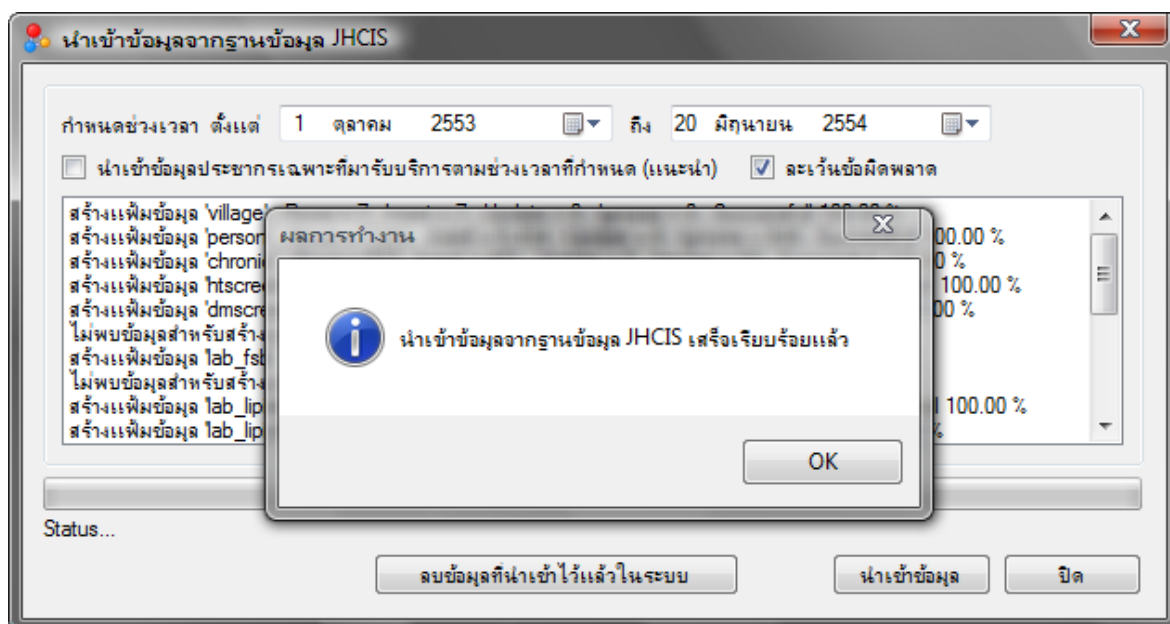 นำเข้าข้อมูลจากฐานข้อมูล JHCIS
กำหนดช่วงเวลา ตั้งแต่ 1 ตุลาคม 2553 ถึง 20 มิถุนายน 2554
นำเข้าข้อมูลประชากรเฉพาะที่มารับบริการตามช่วงเวลาที่กำหนด (แนะนำ) ละเว้นข้อผิดพลาด
สร้างแฟ้มข้อมูล 'village' 100.00 %
สร้างแฟ้มข้อมูล 'person 00.00 %
สร้างแฟ้มข้อมูล 'chronic 0 %
สร้างแฟ้มข้อมูล 'htscree 100.00 %
สร้างแฟ้มข้อมูล 'dmscre 00 %
ไม่พบข้อมูลสำหรับสร้าง
สร้างแฟ้มข้อมูล 'lab_fsb
ไม่พบข้อมูลสำหรับสร้าง
สร้างแฟ้มข้อมูล 'lab_lip l 100.00 %
สร้างแฟ้มข้อมูล 'lab_lip %
ผลการทำงาน
นำเข้าข้อมูลจากฐานข้อมูล JHCIS เสร็จเรียบร้อยแล้ว
OK
Status...
ลบข้อมูลที่นำเข้าไว้แล้วในระบบ นำเข้าข้อมูล ปิด